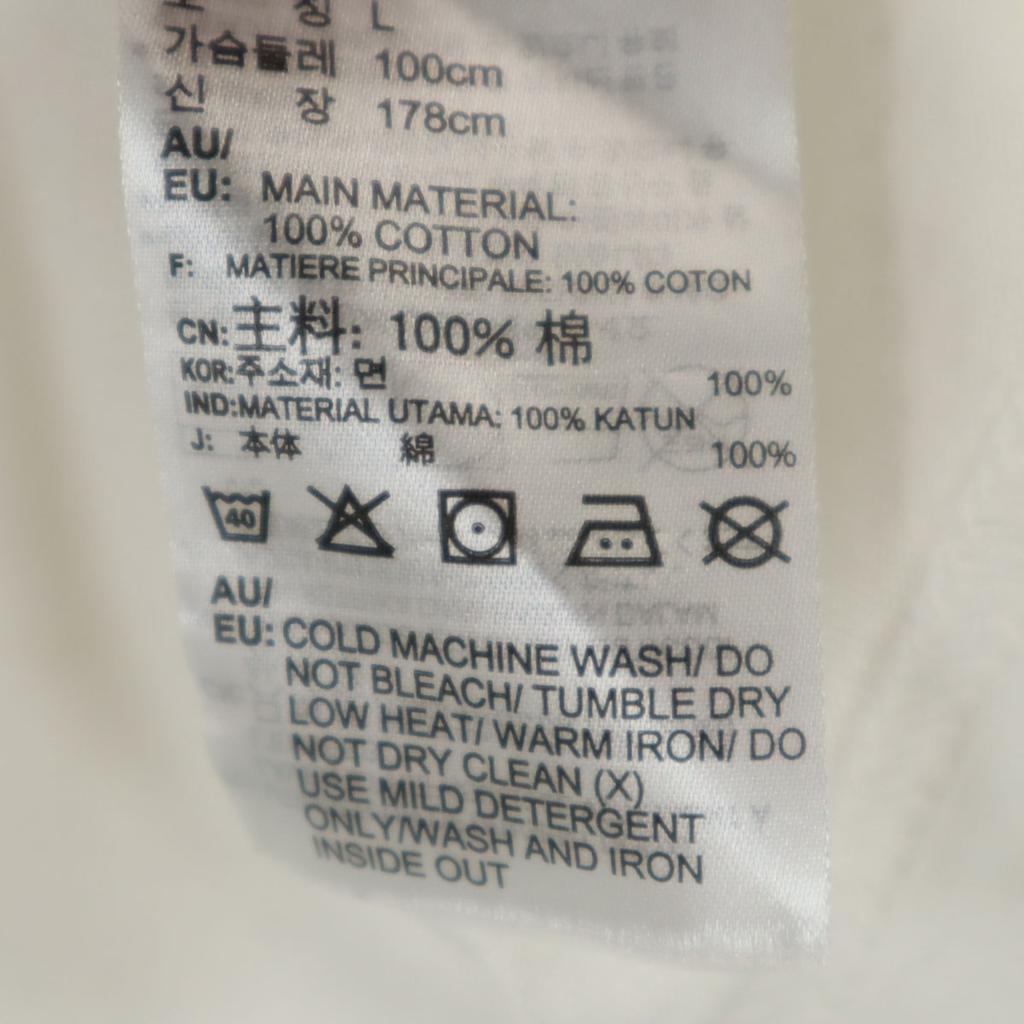 징 L
가슴둘레 100cm
신 장 178cm
AU/
EU: MAIN MATERIAL:
100% COTTON
F: MATIERE PRINCIPALE: 100% COTON
CN:主料: 100% 棉
KOR:주소재: 면 100%
IND:MATERIAL UTAMA: 100% KATUN
J: 本体 綿 100%
40
AU/
EU: COLD MACHINE WASH/ DO
NOT BLEACH/ TUMBLE DRY
LOW HEAT/ WARM IRON/ DO
NOT DRY CLEAN (X)
USE MILD DETERGENT
ONLY/WASH AND IRON
INSIDE OUT